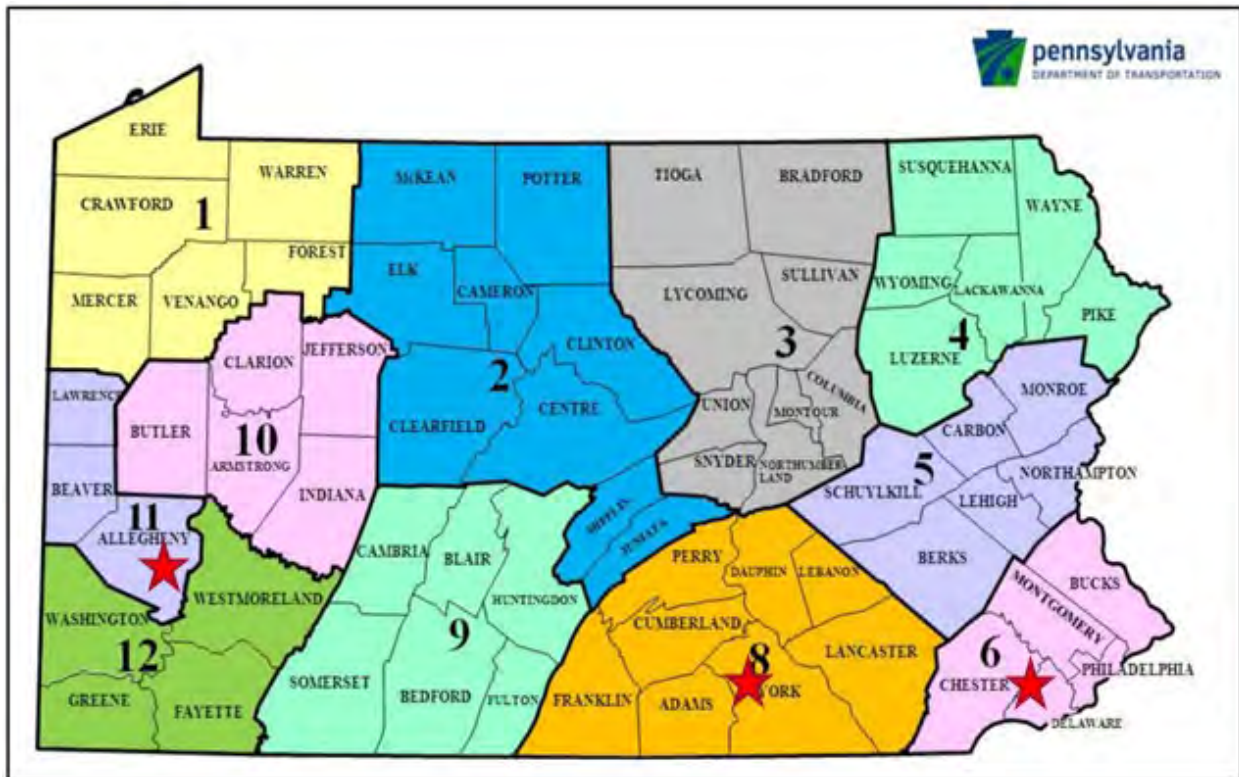 pennsylvania
DEPARTMENT OF TRANSPORTATION
ERIE
WARREN
McKEAN
POTTER
TIOGA
BRADFORD
SUSQUEHANNA
WAYNE
CRAWFORD
1
FOREST
ELK
CAMERON
LYCOMING
SULLIVAN
WYOMING
LACKAWANNA
PIKE
MERCER
VENANGO
CLARION
JEFFERSON
2
CLINTON
3
4
LUZERNE
LAWRENCE
BUTLER
10
ARMSTRONG
CLEARFIELD
CENTRE
UNION
MONTOUR
COLUMBIA
MONROE
CARBON
BEAVER
INDIANA
SNYDER
NORTHUMBER
LAND
SCHUYLKILL
5
LEHIGH
NORTHAMPTON
11
ALLEGHENY
MIFFLIN
JUNIATA
BERKS
CAMBRIA
BLAIR
HUNTINGDON
PERRY
DAUPHIN
LEBANON
BUCKS
MONTGOMERY
WASHINGTON
WESTMORELAND
12
9
CUMBERLAND
8
LANCASTER
6
PHILADELPHIA
GREENE
FAYETTE
SOMERSET
BEDFORD
FULTON
FRANKLIN
ADAMS
YORK
CHESTER
DELAWARE